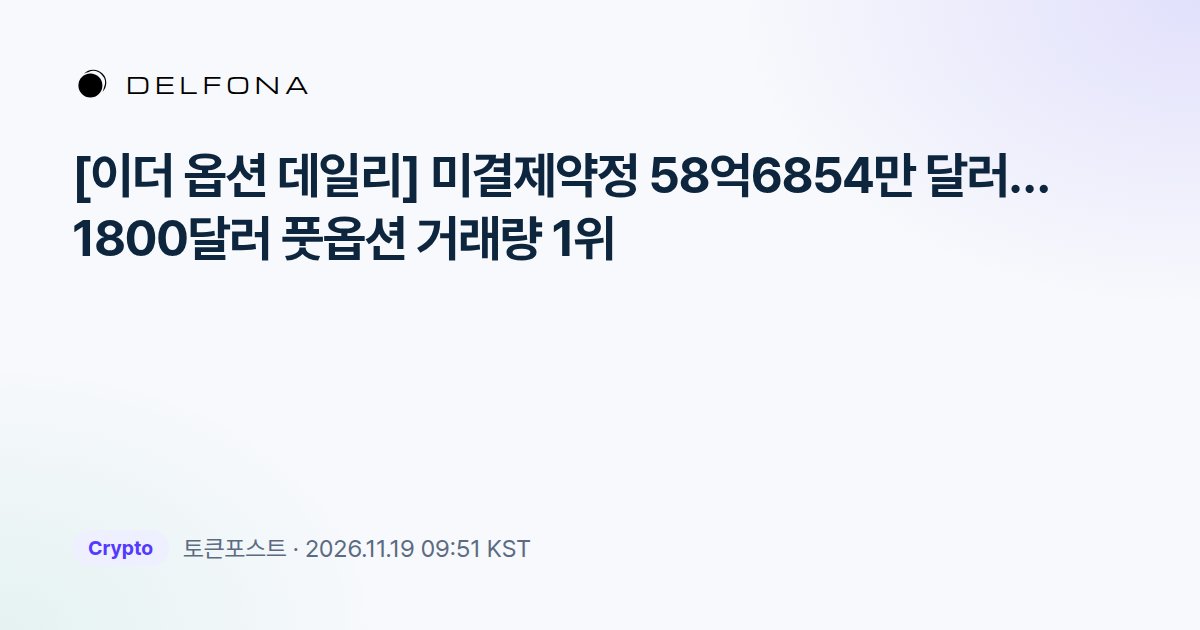 DELFONA
[이더 옵션 데일리] 미결제약정 58억6854만 달러...
1800달러 풋옵션 거래량 1위
Crypto 토큰포스트 · 2026.11.19 09:51 KST